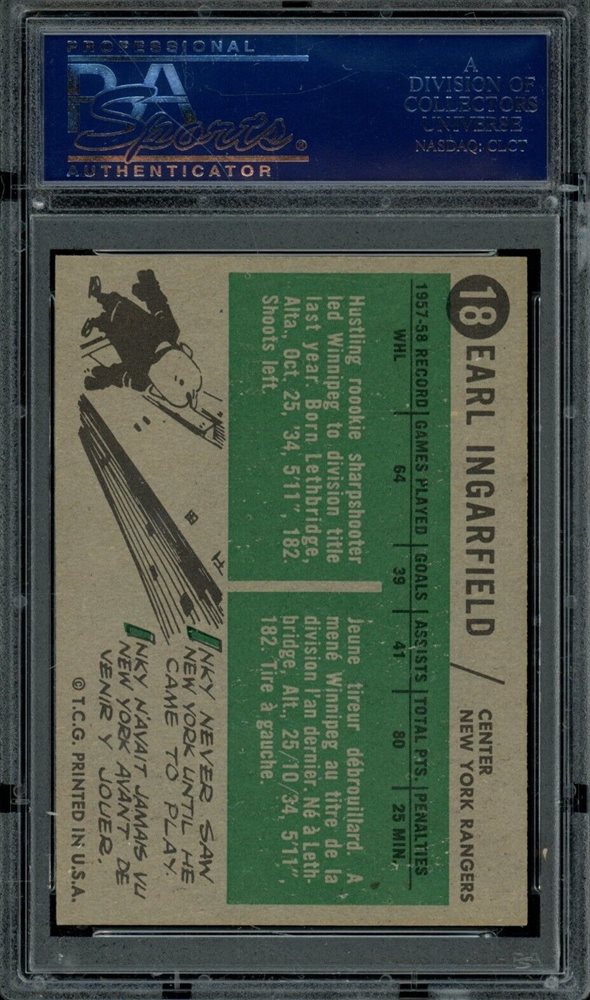 PROFESSIONAL
PSA
Sports®
AUTHENTICATOR
A
DIVISION OF
COLLECTORS
UNIVERSE
NASDAQ: CLCT
18 EARL INGARFIELD / CENTER
NEW YORK RANGERS
1957-58 RECORD | GAMES PLAYED | GOALS | ASSISTS | TOTAL PTS. | PENALTIES
WHL 64 39 41 80 25 MIN.
Hustling roookie sharpshooter
led Winnipeg to division title
last year. Born Lethbridge,
Alta., Oct. 25, '34, 5'11", 182.
Shoots left.
Jeune tireur débrouillard. A
mené Winnipeg au titre de la
division l'an dernier. Né à Leth-
bridge, Alt., 25/10/34, 5'11",
182. Tire à gauche.
INKY NEVER SAW
NEW YORK UNTIL HE
CAME TO PLAY.
INKY N'AVAIT JAMAIS VU
NEW YORK AVANT DE
VENIR Y JOUER.
© T.C.G. PRINTED IN U.S.A.